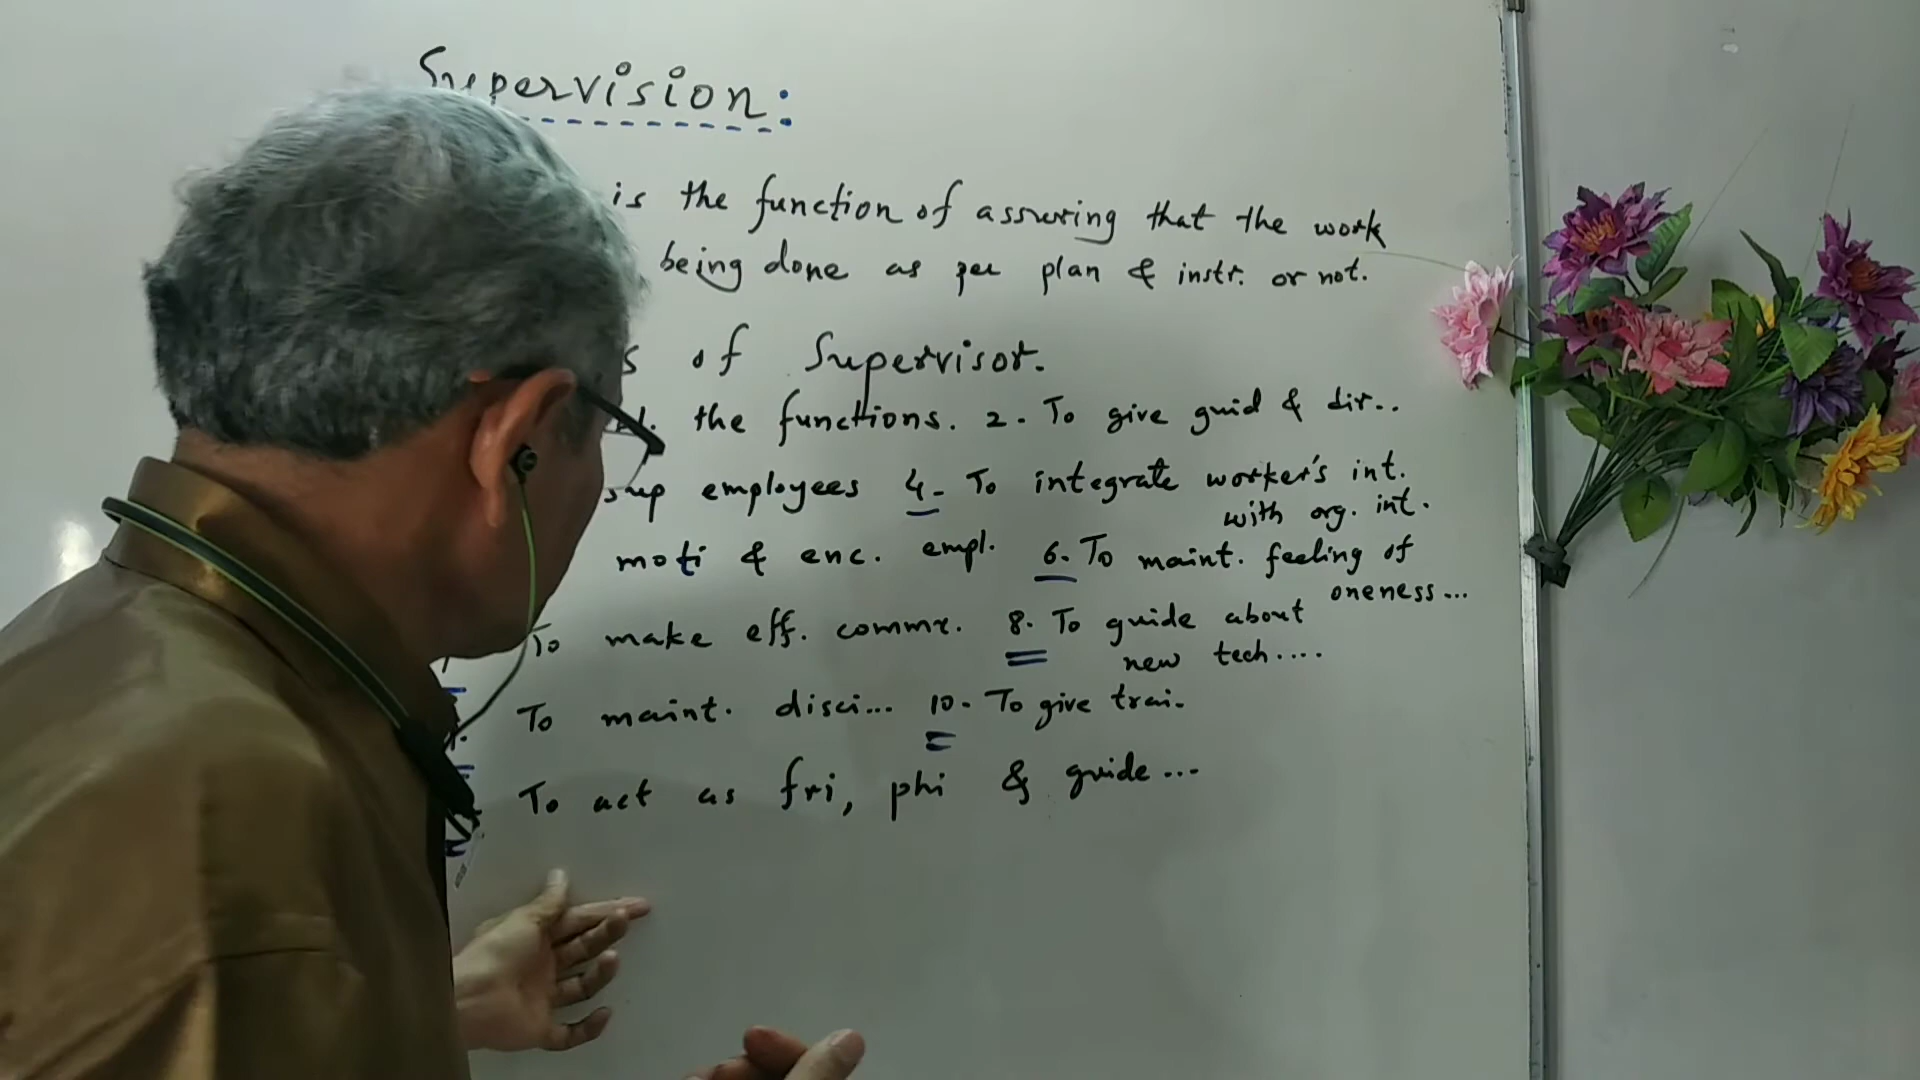 Supervision:
is the function of assuring that the work
being done as per plan & instr. or not.
of Supervisor.
the functions. 2. To give guid & dir..
sup employees 4. To integrate worker's int.
with org. int.
moti & enc. empl. 6. To maint. feeling of
oneness...
To make eff. commu. 8. To guide about
new tech....
To maint. disci... 10. To give trai.
To act as fri, phi & guide...